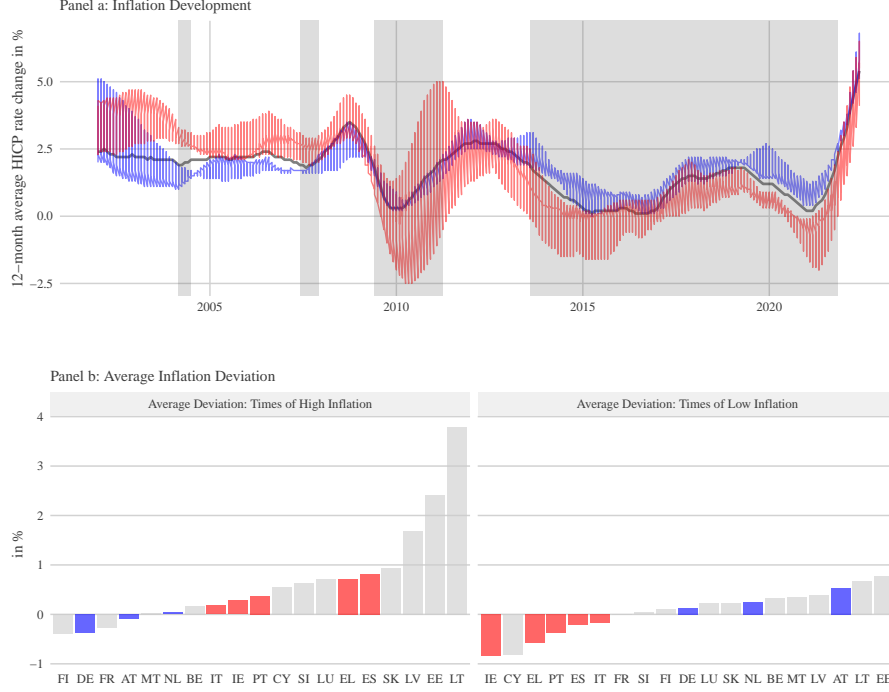 Panel a: Inflation Development
12−month average HICP rate change in %
5.0
2.5
0.0
−2.5
2005 2010 2015 2020
Panel b: Average Inflation Deviation
Average Deviation: Times of High Inflation Average Deviation: Times of Low Inflation
in %
4
3
2
1
0
−1
FI DE FR AT MT NL BE IT IE PT CY SI LU EL ES SK LV EE LT IE CY EL PT ES IT FR SI FI DE LU SK NL BE MT LV AT LT EE